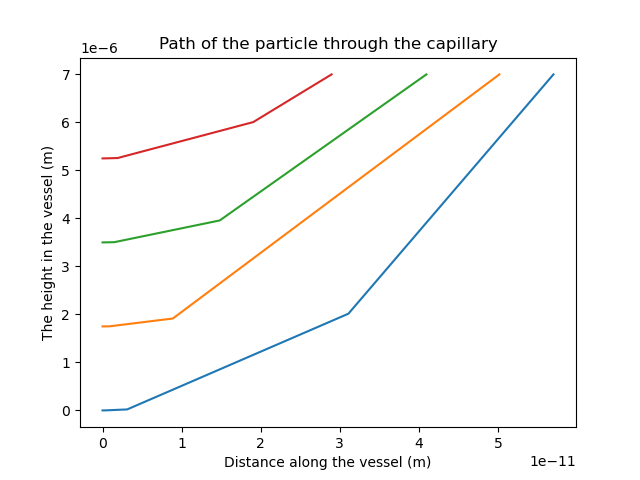 Path of the particle through the capillary
1e−6
7
6
5
4
3
2
1
0
The height in the vessel (m)
0 1 2 3 4 5
Distance along the vessel (m)
1e−11